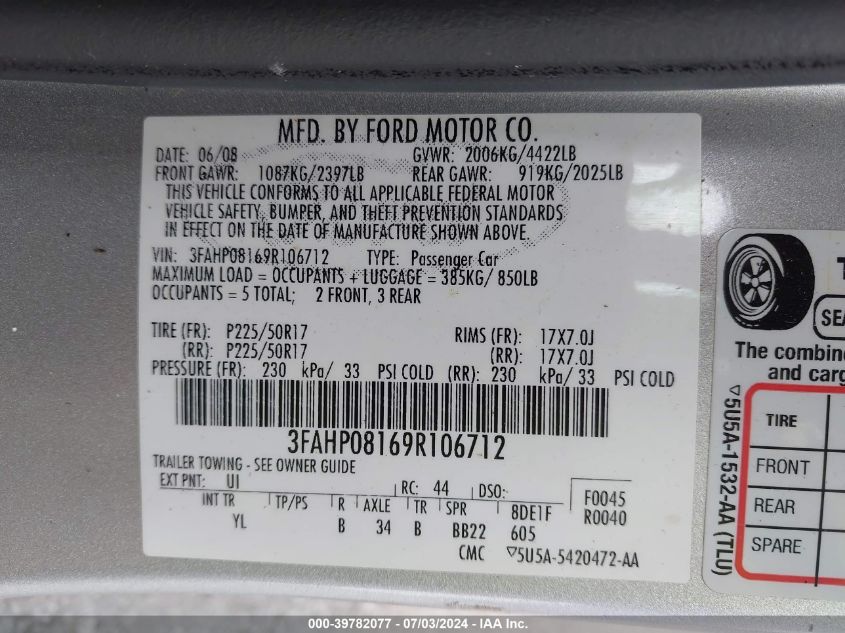 MFD. BY FORD MOTOR CO.
DATE: 06/08 GVWR: 2006KG/4422LB
FRONT GAWR: 1087KG/2397LB REAR GAWR: 919KG/2025LB
THIS VEHICLE CONFORMS TO ALL APPLICABLE FEDERAL MOTOR
VEHICLE SAFETY, BUMPER, AND THEFT PREVENTION STANDARDS
IN EFFECT ON THE DATE OF MANUFACTURE SHOWN ABOVE.
VIN: 3FAHP08169R106712 TYPE: Passenger Car
MAXIMUM LOAD = OCCUPANTS + LUGGAGE = 385KG/ 850LB
OCCUPANTS = 5 TOTAL; 2 FRONT, 3 REAR
TIRE (FR): P225/50R17 RIMS (FR): 17X7.0J
(RR): P225/50R17 (RR): 17X7.0J
PRESSURE (FR): 230 kPa/ 33 PSI COLD (RR): 230 kPa/ 33 PSI COLD
3FAHP08169R106712
TRAILER TOWING - SEE OWNER GUIDE
EXT PNT: UI RC: 44 DSO: F0045
INT TR TP/PS R AXLE TR SPR 8DE1F R0040
YL B 34 B BB22 605
CMC ▽5U5A-5420472-AA
The combin
and carg
TIRE
FRONT
REAR
SPARE
▽5U5A-1532-AA (TLU)
000-39782077 - 07/03/2024 - IAAI.com